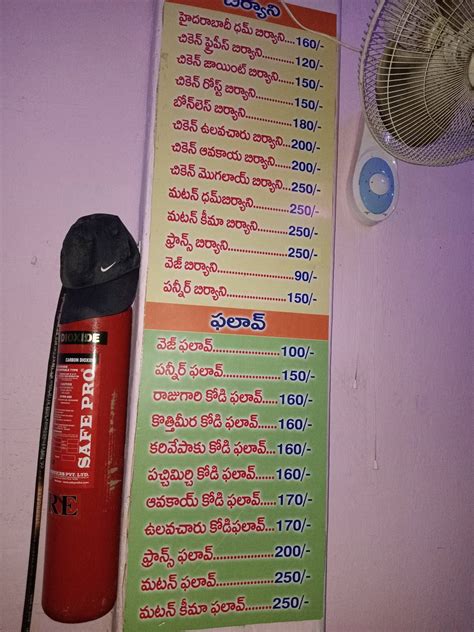 బిర్యాని
హైదరాబాదీ ధమ్ బిర్యాని....160/-
చికెన్ ఫ్రైపీస్ బిర్యాని...............120/-
చికెన్ జాయింట్ బిర్యాని..........150/-
చికెన్ రోస్ట్ బిర్యాని................150/-
బోన్‌లెస్ బిర్యాని..................180/-
చికెన్ ఉలవచారు బిర్యాని........200/-
చికెన్ ఆవకాయ బిర్యాని..........200/-
చికెన్ మొగలాయ్ బిర్యాని........250/-
మటన్ ధమ్‌బిర్యాని..............250/-
మటన్ కీమా బిర్యాని.............250/-
ఫ్రాన్స్ బిర్యాని....................250/-
వెజ్ బిర్యాని........................90/-
పన్నీర్ బిర్యాని...................150/-
ఫలావ్
వెజ్ ఫలావ్..................100/-
పన్నీర్ ఫలావ్................150/-
రాజుగారి కోడి ఫలావ్......160/-
కొత్తిమీర కోడి ఫలావ్......160/-
కరివేపాకు కోడి ఫలావ్....160/-
పచ్చిమిర్చి కోడి ఫలావ్....160/-
ఆవకాయ్ కోడి ఫలావ్.....170/-
ఉలవచారు కోడిఫలావ్.....170/-
ఫ్రాన్స్ ఫలావ్..............200/-
మటన్ ఫలావ్..............250/-
మటన్ కీమా ఫలావ్.......250/-
DIOXIDE
CARBON DIOXIDE
SAFE PRO